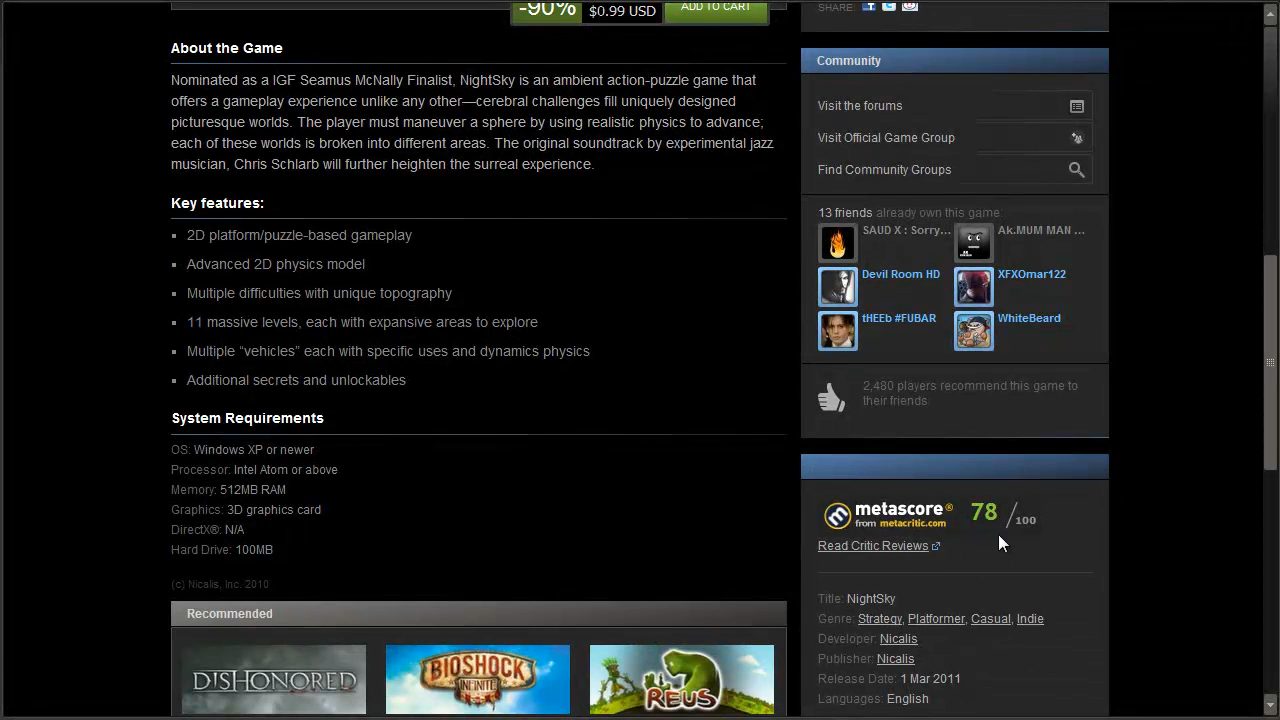 -90%
$0.99 USD
ADD TO CART
About the Game
Nominated as a IGF Seamus McNally Finalist, NightSky is an ambient action-puzzle game that
offers a gameplay experience unlike any other—cerebral challenges fill uniquely designed
picturesque worlds. The player must maneuver a sphere by using realistic physics to advance;
each of these worlds is broken into different areas. The original soundtrack by experimental jazz
musician, Chris Schlarb will further heighten the surreal experience.
Key features:
2D platform/puzzle-based gameplay
Advanced 2D physics model
Multiple difficulties with unique topography
11 massive levels, each with expansive areas to explore
Multiple “vehicles” each with specific uses and dynamics physics
Additional secrets and unlockables
System Requirements
OS: Windows XP or newer
Processor: Intel Atom or above
Memory: 512MB RAM
Graphics: 3D graphics card
DirectX®: N/A
Hard Drive: 100MB
(c) Nicalis, Inc. 2010
Recommended
DISHONORED
BIOSHOCK
INFINITE
REUS
SHARE:
Community
Visit the forums
Visit Official Game Group
Find Community Groups
13 friends already own this game:
SAUD X : Sorry...
Ak.MUM MAN ...
Devil Room HD
XFXOmar122
tHEEb #FUBAR
WhiteBeard
2,480 players recommend this game to
their friends
metascore®
from metacritic.com
78 / 100
Read Critic Reviews
Title: NightSky
Genre: Strategy, Platformer, Casual, Indie
Developer: Nicalis
Publisher: Nicalis
Release Date: 1 Mar 2011
Languages: English